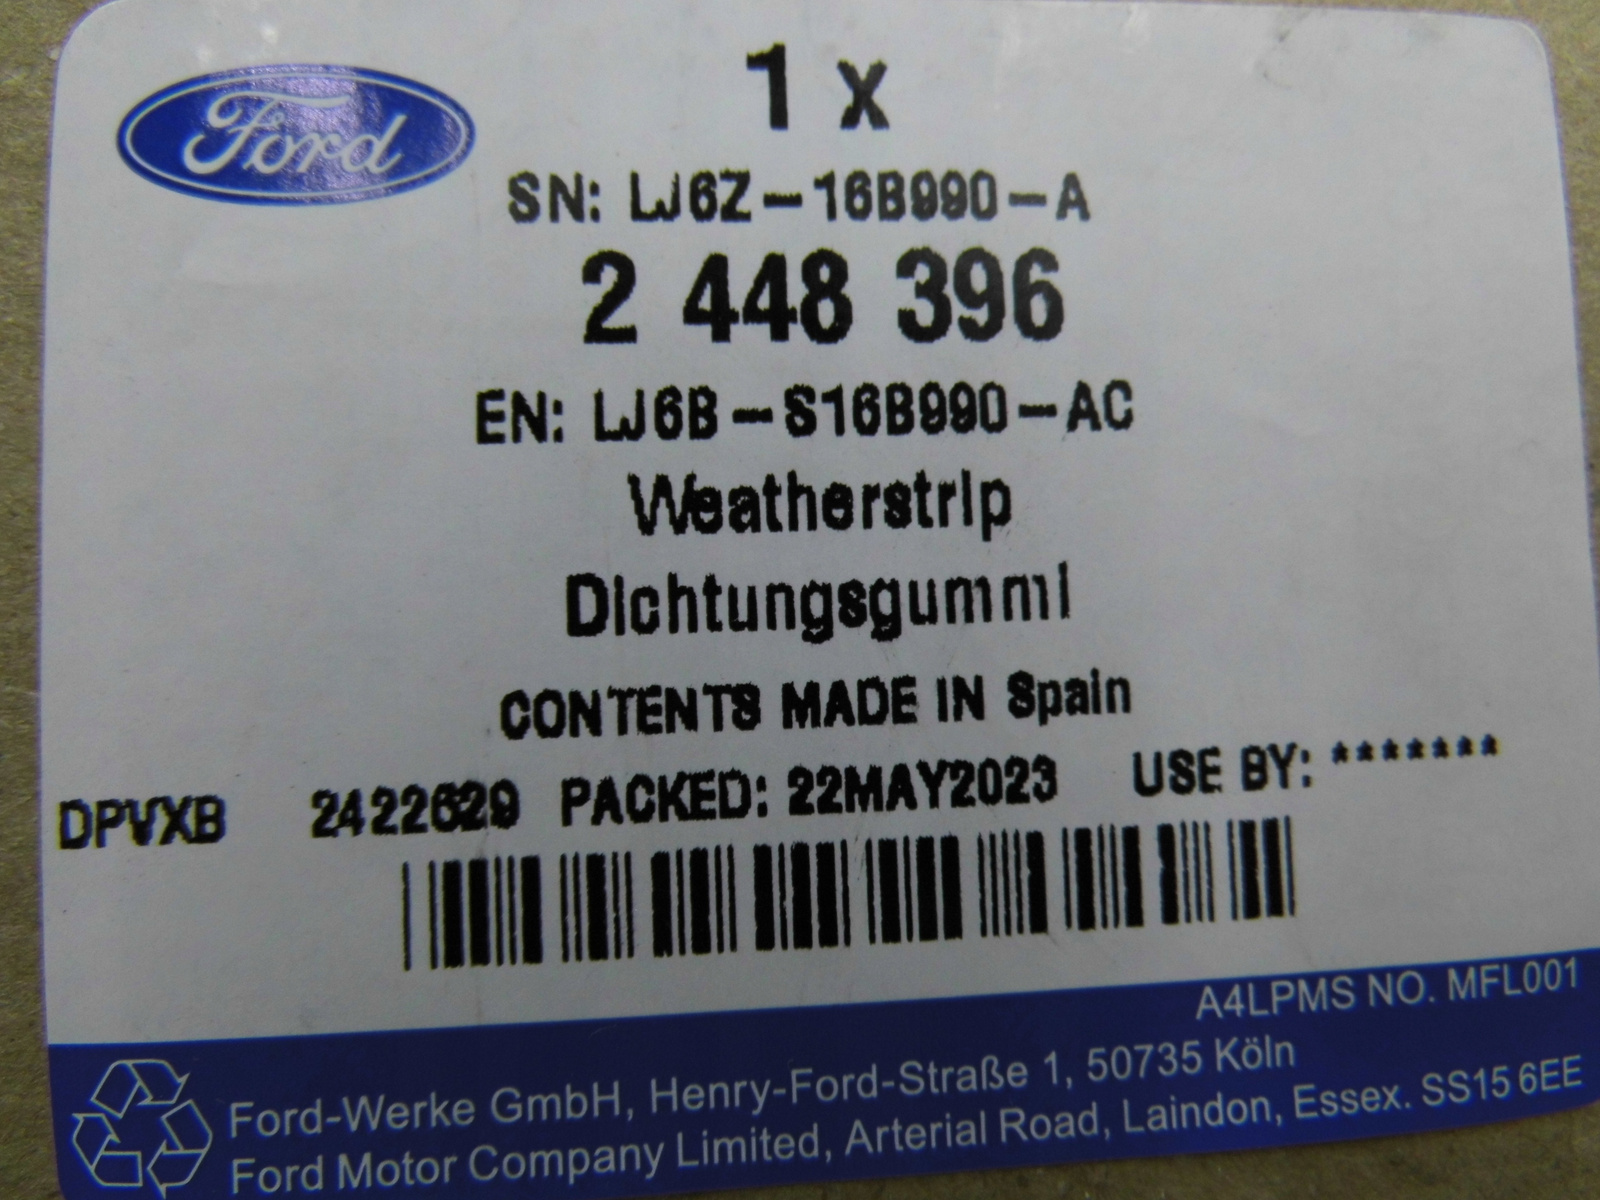 Ford
1 x
SN: LJ6Z-16B990-A
2 448 396
EN: LJ6B-S16B990-AC
Weatherstrip
Dichtungsgummi
CONTENTS MADE IN Spain
DPVXB 2422629 PACKED: 22MAY2023 USE BY: *******
A4LPMS NO. MFL001
Ford-Werke GmbH, Henry-Ford-Straße 1, 50735 Köln
Ford Motor Company Limited, Arterial Road, Laindon, Essex. SS15 6EE